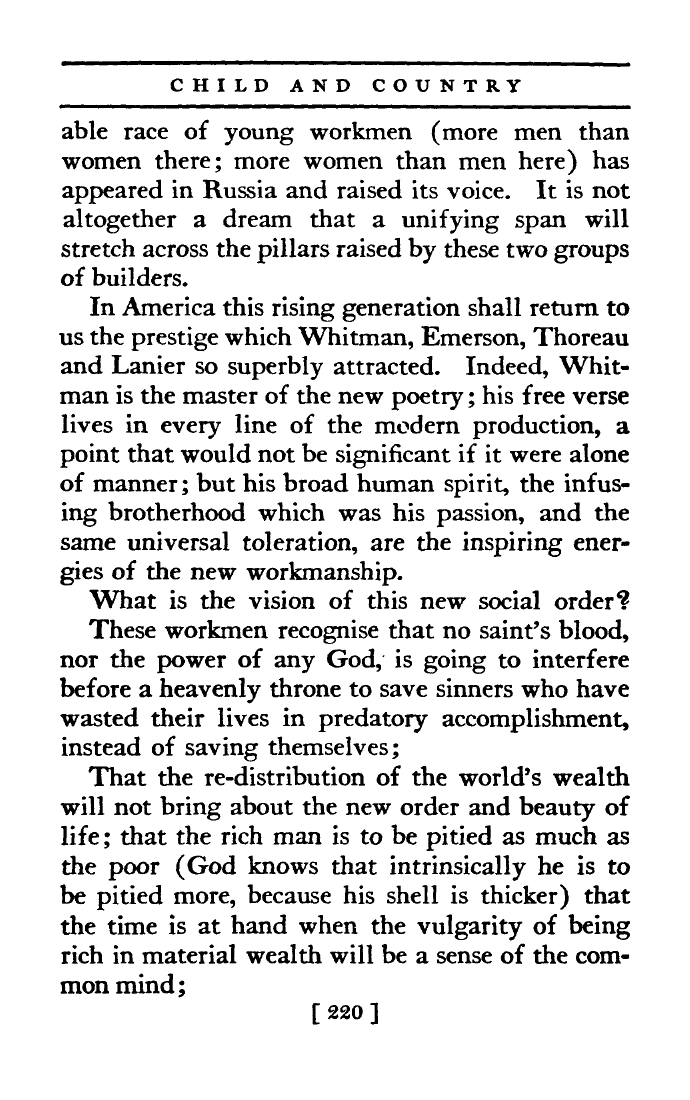 CHILD AND COUNTRY
able race of young workmen (more men than
women there; more women than men here) has
appeared in Russia and raised its voice. It is not
altogether a dream that a unifying span will
stretch across the pillars raised by these two groups
of builders.
In America this rising generation shall return to
us the prestige which Whitman, Emerson, Thoreau
and Lanier so superbly attracted. Indeed, Whit-
man is the master of the new poetry; his free verse
lives in every line of the modern production, a
point that would not be significant if it were alone
of manner; but his broad human spirit, the infus-
ing brotherhood which was his passion, and the
same universal toleration, are the inspiring ener-
gies of the new workmanship.
What is the vision of this new social order?
These workmen recognise that no saint's blood,
nor the power of any God, is going to interfere
before a heavenly throne to save sinners who have
wasted their lives in predatory accomplishment,
instead of saving themselves;
That the re-distribution of the world's wealth
will not bring about the new order and beauty of
life; that the rich man is to be pitied as much as
the poor (God knows that intrinsically he is to
be pitied more, because his shell is thicker) that
the time is at hand when the vulgarity of being
rich in material wealth will be a sense of the com-
mon mind;
[ 220 ]